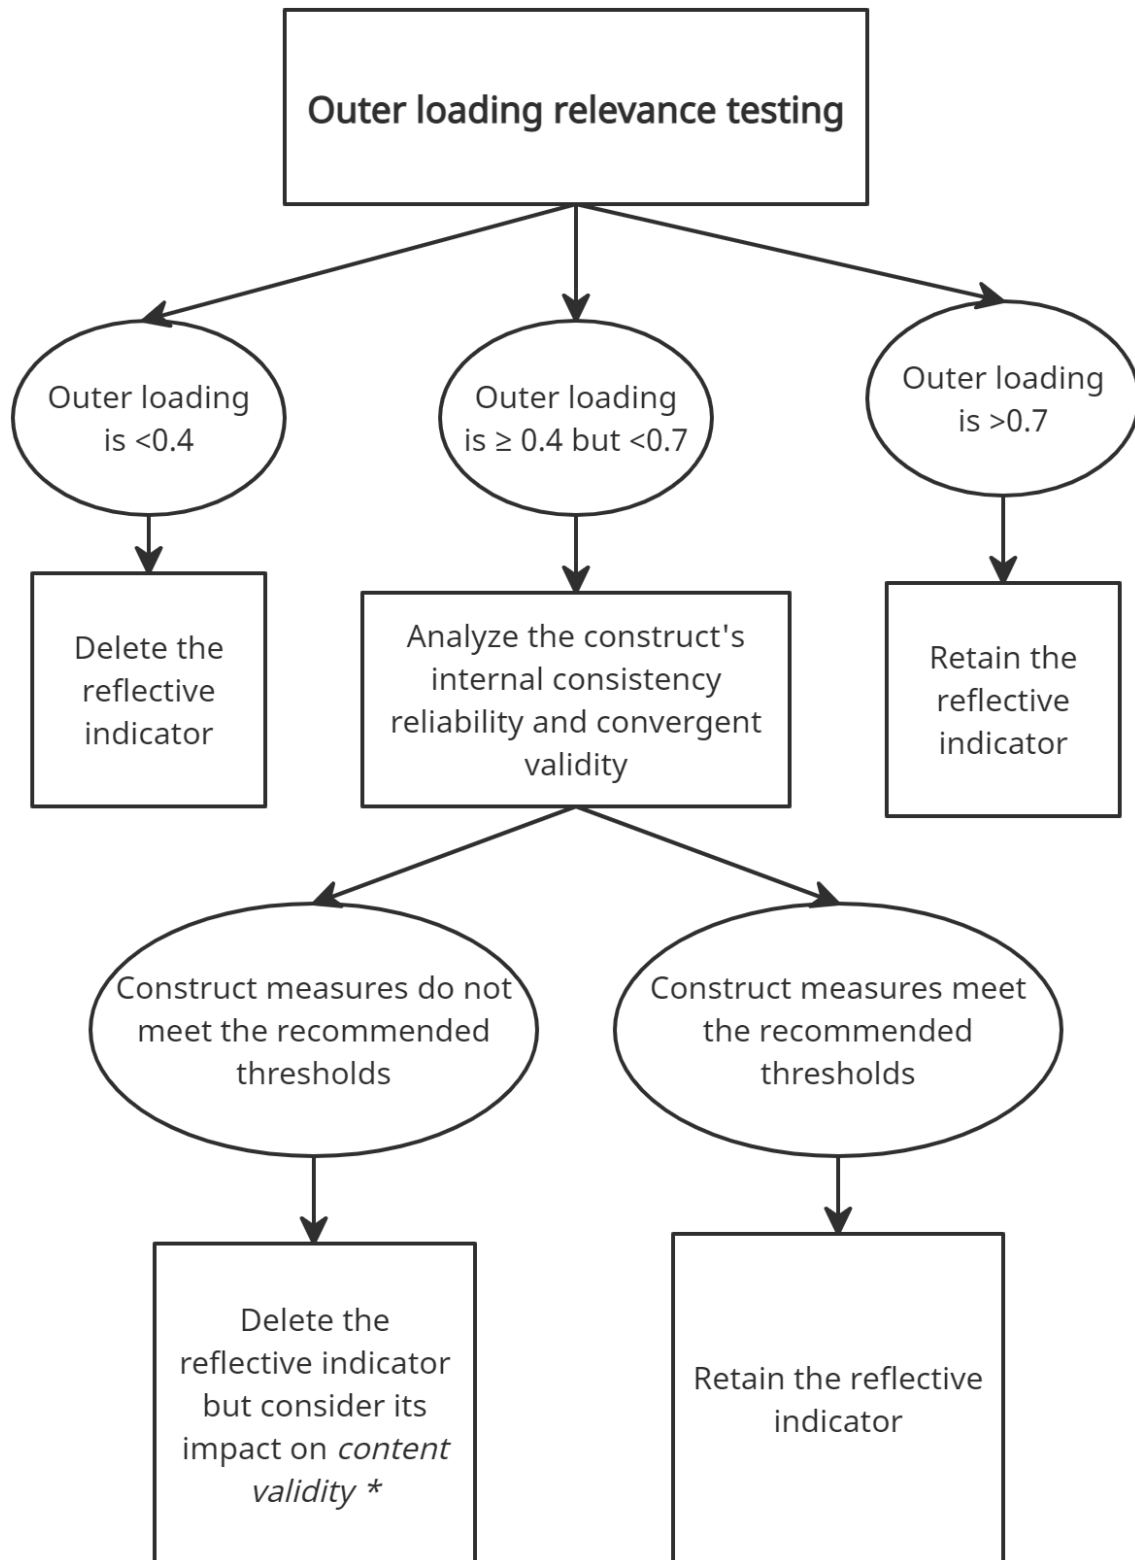 Outer loading relevance testing
Outer loading
is <0.4
Outer loading
is ≥ 0.4 but <0.7
Outer loading
is >0.7
Delete the
reflective
indicator
Analyze the construct's
internal consistency
reliability and convergent
validity
Retain the
reflective
indicator
Construct measures do not
meet the recommended
thresholds
Construct measures meet
the recommended
thresholds
Delete the
reflective indicator
but consider its
impact on content
validity *
Retain the reflective
indicator